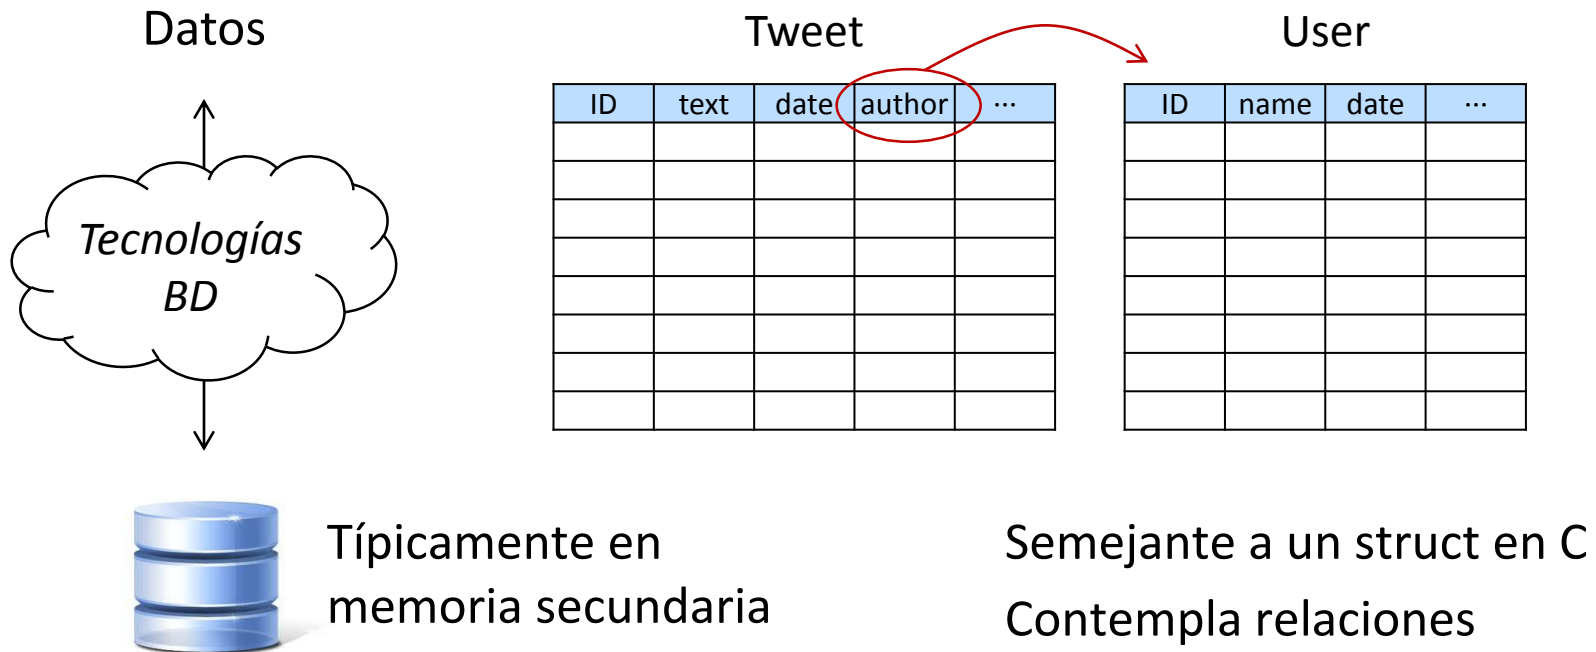 Datos
Tweet
User
ID text date author ...
ID name date ...
Tecnologías
BD
Típicamente en
memoria secundaria
Semejante a un struct en C
Contempla relaciones